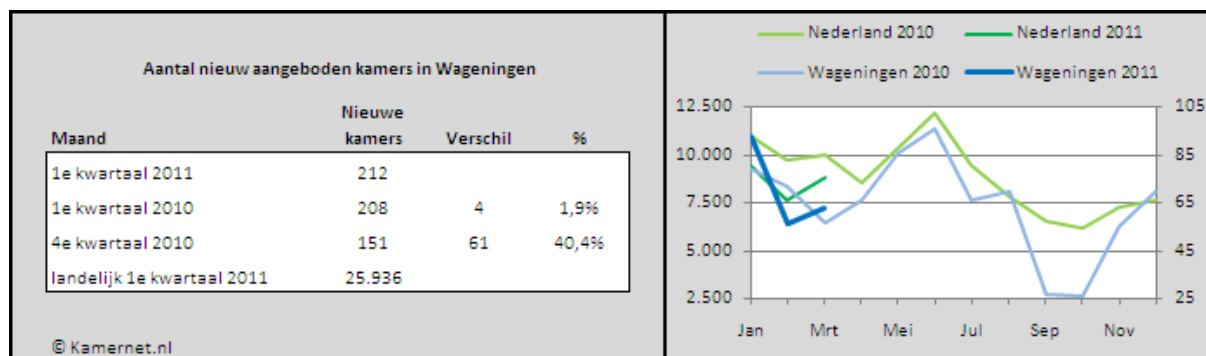 Aantal nieuw aangeboden kamers in Wageningen
Maand Nieuwe kamers Verschil %
1e kwartaal 2011 212
1e kwartaal 2010 208 4 1,9%
4e kwartaal 2010 151 61 40,4%
landelijk 1e kwartaal 2011 25.936
© Kamernet.nl
Nederland 2010 Nederland 2011
Wageningen 2010 Wageningen 2011
12.500 105
10.000 85
7.500 65
5.000 45
2.500 25
Jan Mrt Mei Jul Sep Nov